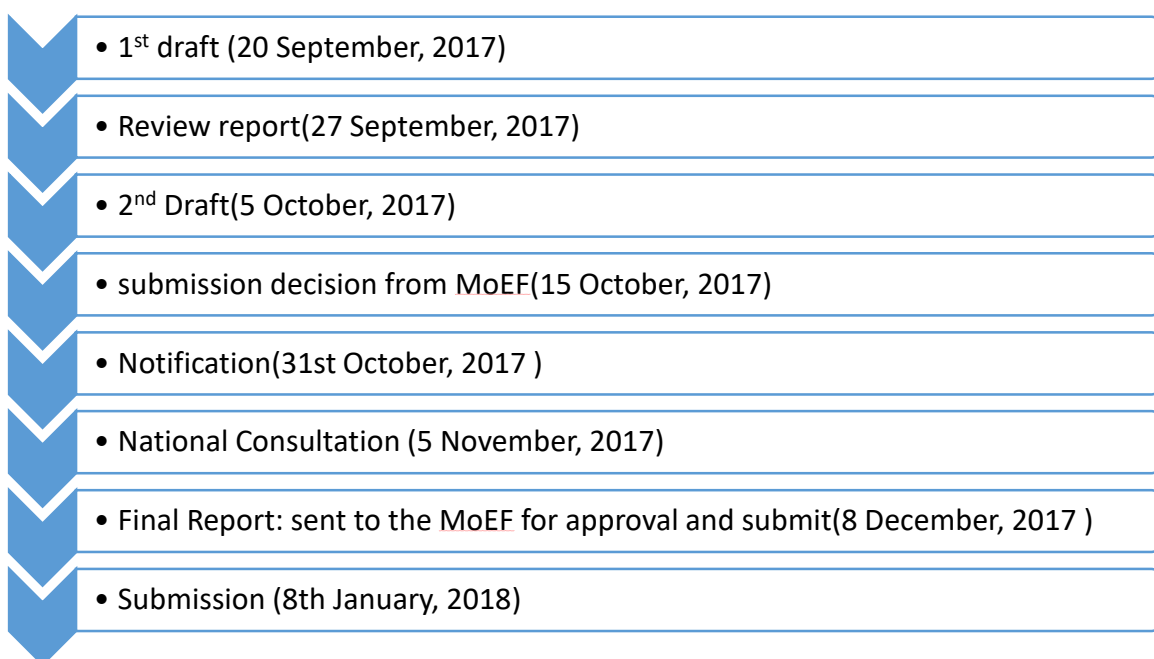 • 1st draft (20 September, 2017)
• Review report(27 September, 2017)
• 2nd Draft(5 October, 2017)
• submission decision from MoEF(15 October, 2017)
• Notification(31st October, 2017 )
• National Consultation (5 November, 2017)
• Final Report: sent to the MoEF for approval and submit(8 December, 2017 )
• Submission (8th January, 2018)